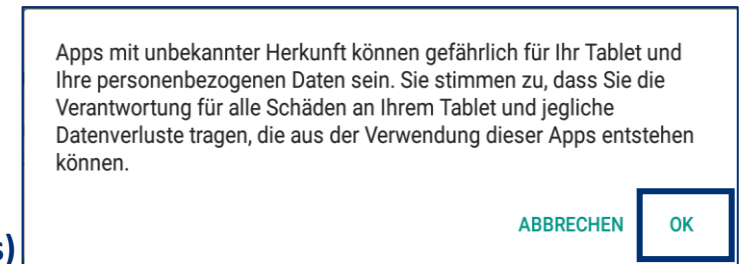 Apps mit unbekannter Herkunft können gefährlich für Ihr Tablet und
Ihre personenbezogenen Daten sein. Sie stimmen zu, dass Sie die
Verantwortung für alle Schäden an Ihrem Tablet und jegliche
Datenverluste tragen, die aus der Verwendung dieser Apps entstehen
können.
ABBRECHEN OK
s)